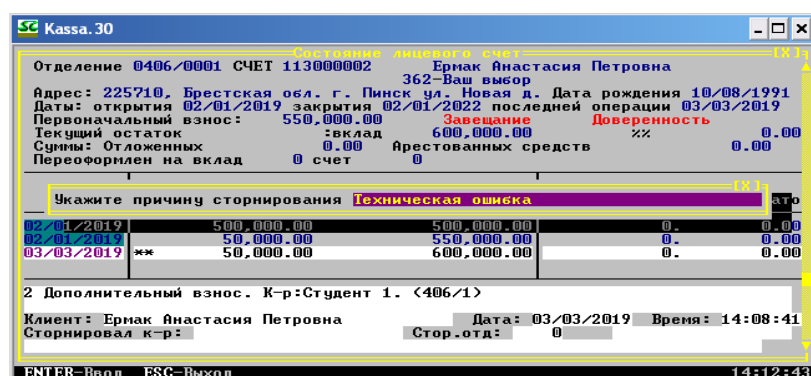 SC Kassa.30
Состояние лицевого счет [X]
Отделение 0406/0001 СЧЕТ 113000002 Ермак Анастасия Петровна
362-Ваш выбор
Адрес: 225710, Брестская обл. г. Пинск ул. Новая д. Дата рождения 10/08/1991
Даты: открытия 02/01/2019 закрытия 02/01/2022 последней операции 03/03/2019
Первоначальный взнос: 550,000.00 Завещание Доверенность
Текущий остаток :вклад 600,000.00 %% 0.00
Суммы: Отложенных 0.00 Арестованных средств 0.00
Переоформлен на вклад 0 счет 0
[X]
Укажите причину сторнирования Техническая ошибка
ато
02/01/2019 500,000.00 500,000.00 0. 0.00
02/01/2019 50,000.00 550,000.00 0. 0.00
03/03/2019 ** 50,000.00 600,000.00 0. 0.00
2 Дополнительный взнос. К-р:Студент 1. (406/1)
Клиент: Ермак Анастасия Петровна Дата: 03/03/2019 Время: 14:08:41
Сторнировал к-р: Стор.отд: 0
ENTER-Ввод ESC-Выход 14:12:43